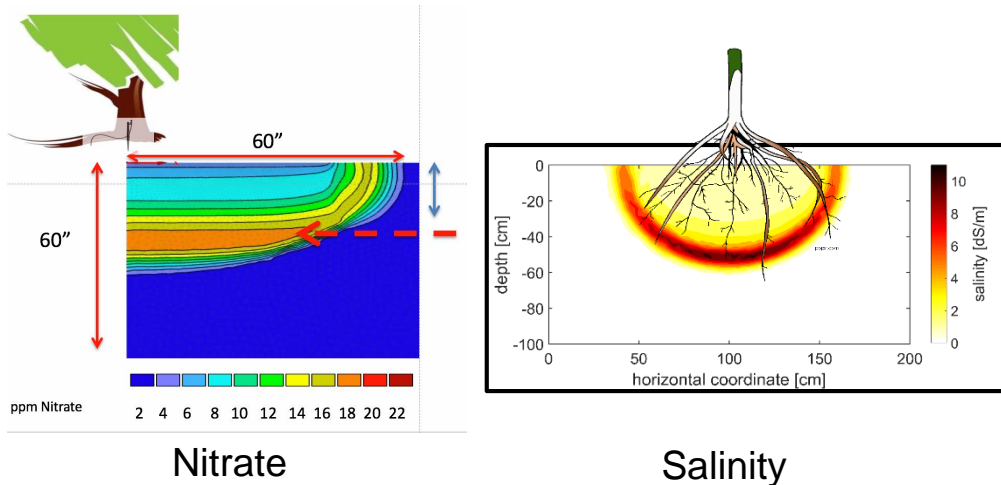 60”
60”
ppm Nitrate
2 4 6 8 10 12 14 16 18 20 22
Nitrate
0
-20
-40
-60
-80
-100
depth [cm]
0 50 100 150 200
horizontal coordinate [cm]
10
8
6
4
2
0
salinity [dS/m]
Salinity